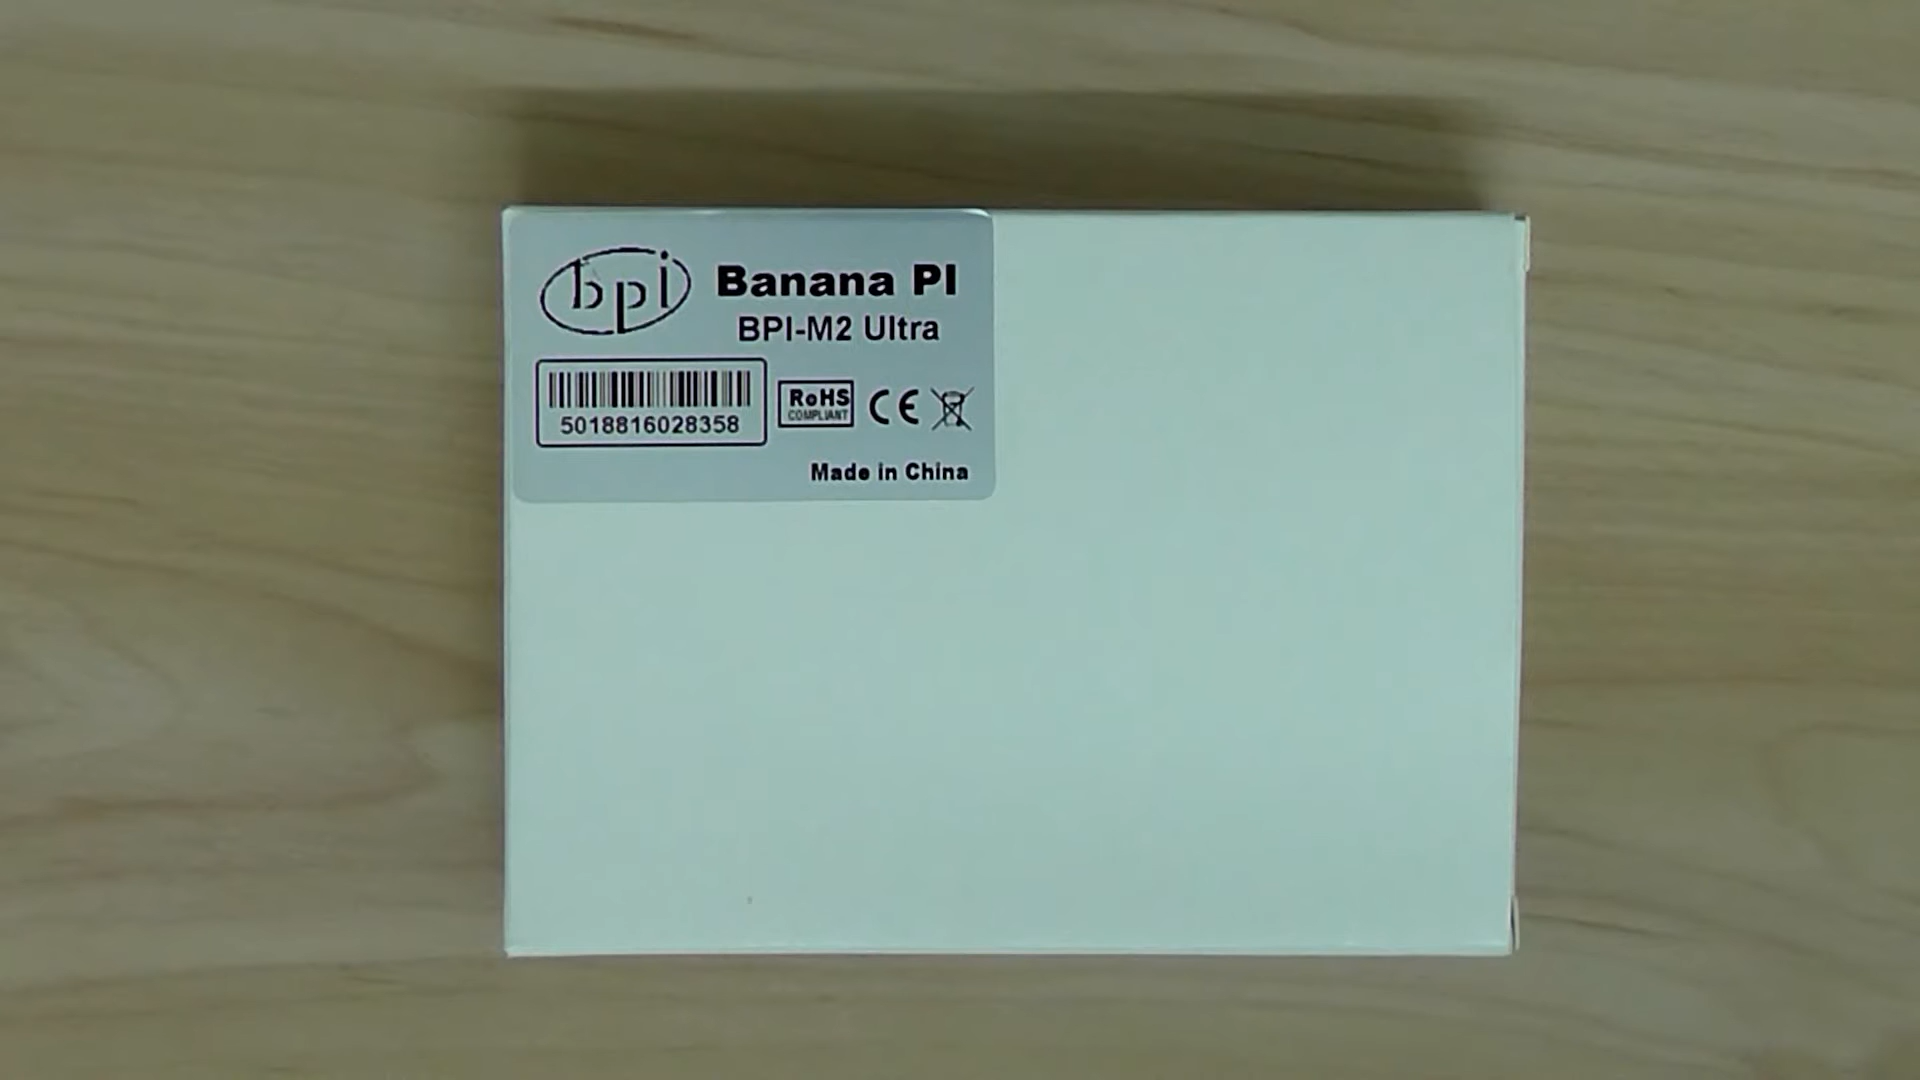 bpi
Banana PI
BPI-M2 Ultra
5018816028358
RoHS
COMPLIANT
CE
Made in China